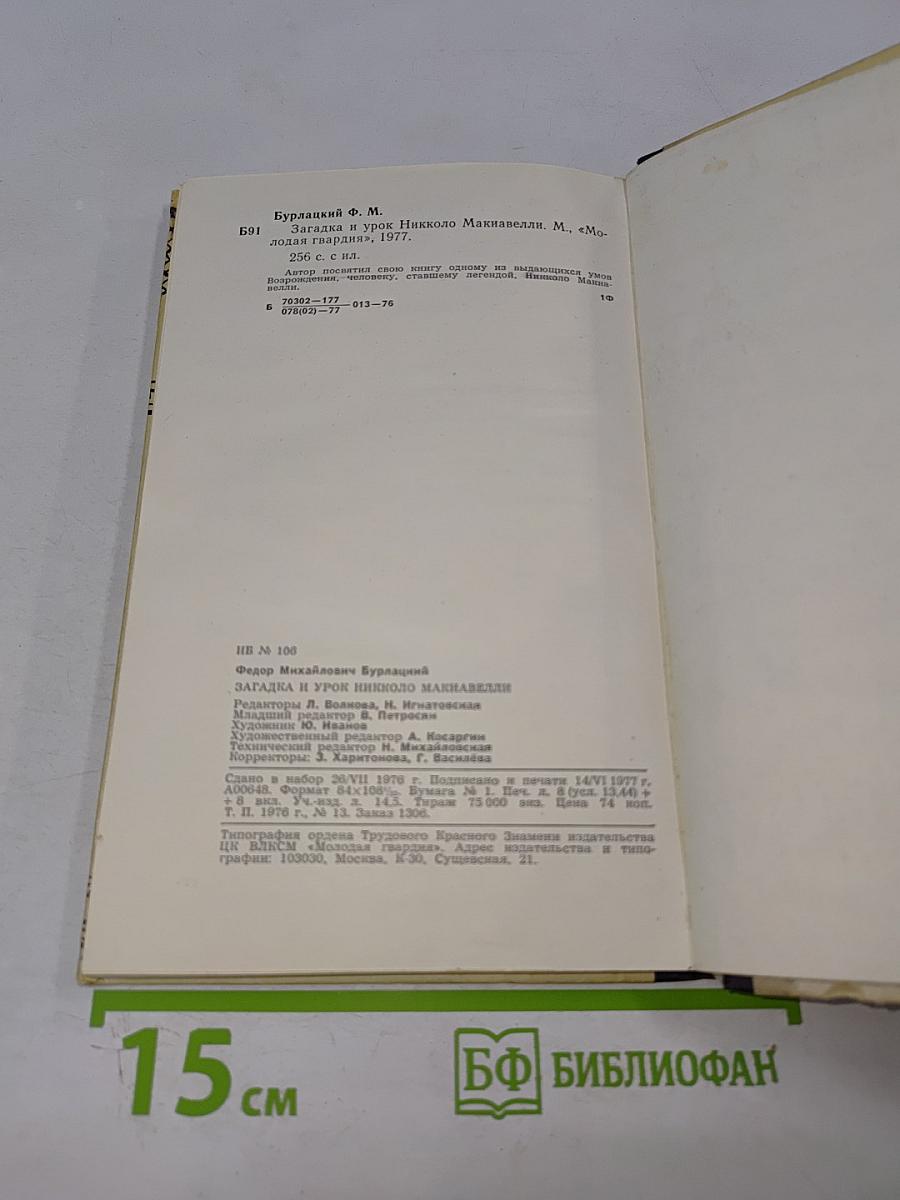 Бурлацкий Ф. М.
Б91 Загадка и урок Никколо Макиавелли. М., «Мо-
лодая гвардия», 1977.
256 с. с ил.
Автор посвятил свою книгу одному из выдающихся умов
Возрождения, человеку, ставшему легендой, Никколо Макиа-
велли.
Б 70302—177
078(02)—77 013—76 1Ф
ИБ № 106
Федор Михайлович Бурлацкий
ЗАГАДКА И УРОК НИККОЛО МАКИАВЕЛЛИ
Редакторы Л. Волкова, Н. Игнатовская
Младший редактор В. Петросян
Художник Ю. Иванов
Художественный редактор А. Косаргин
Технический редактор Н. Михайловская
Корректоры: З. Харитонова, Г. Василёва
Сдано в набор 26/VII 1976 г. Подписано к печати 14/VI 1977 г.
А00648. Формат 84×108¹/₃₂. Бумага № 1. Печ. л. 8 (усл. 13,44) +
+ 8 вкл. Уч.-изд. л. 14,5. Тираж 75 000 экз. Цена 74 коп.
Т. П. 1976 г., № 13. Заказ 1306.
Типография ордена Трудового Красного Знамени издательства
ЦК ВЛКСМ «Молодая гвардия». Адрес издательства и типо-
графии: 103030, Москва, К-30, Сущевская, 21.
15 см
БФ БИБЛИОФАН